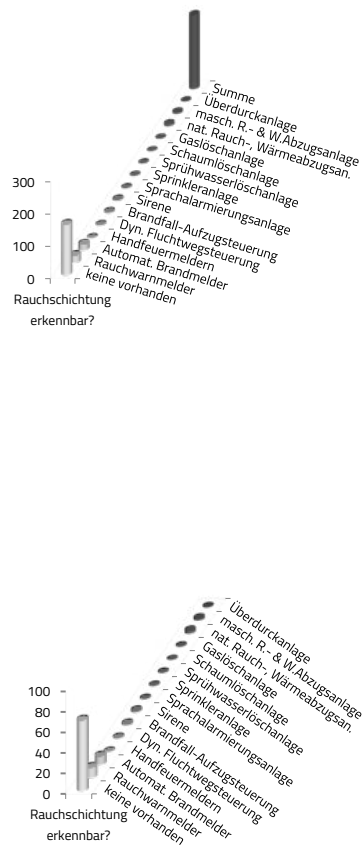 Summe
Überdurckanlage
masch. R.- & W.Abzugsanlage
nat. Rauch-, Wärmeabzugsan.
Gaslöschanlage
Schaumlöschanlage
Sprühwasserlöschanlage
Sprinkleranlage
Sprachalarmierungsanlage
Sirene
Brandfall-Aufzugsteuerung
Dyn. Fluchtwegsteuerung
Handfeuermeldern
Automat. Brandmelder
Rauchwarnmelder
keine vorhanden
300
200
100
0
Rauchschichtung
erkennbar?
Überdurckanlage
masch. R.- & W.Abzugsanlage
nat. Rauch- Wärmeabzugsan.
Gaslöschanlage
Schaumlöschanlage
Sprühwasserlöschanlage
Sprinkleranlage
Sprachalarmierungsanlage
Sirene
Brandfall-Aufzugsteuerung
Dyn. Fluchtwegsteuerung
Handfeuermeldern
Automat. Brandmelder
Rauchwarnmelder
keine vorhanden
100
80
60
40
20
0
Rauchschichtung
erkennbar?